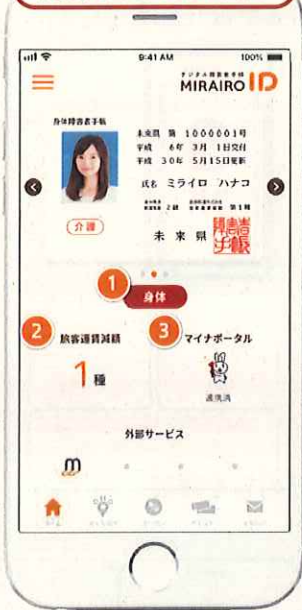 9:41 AM 100%
デジタル障害者手帳
MIRAIRO ID
身体障害者手帳
未来県 第 1000001号
平成 6年 3月 1日交付
平成 30年 5月15日更新
氏名 ミライロ ハナコ
2級 第1種
介護
未来県
1
身体
2 旅客運賃減額
3 マイナポータル
1種
連携済
外部サービス
m